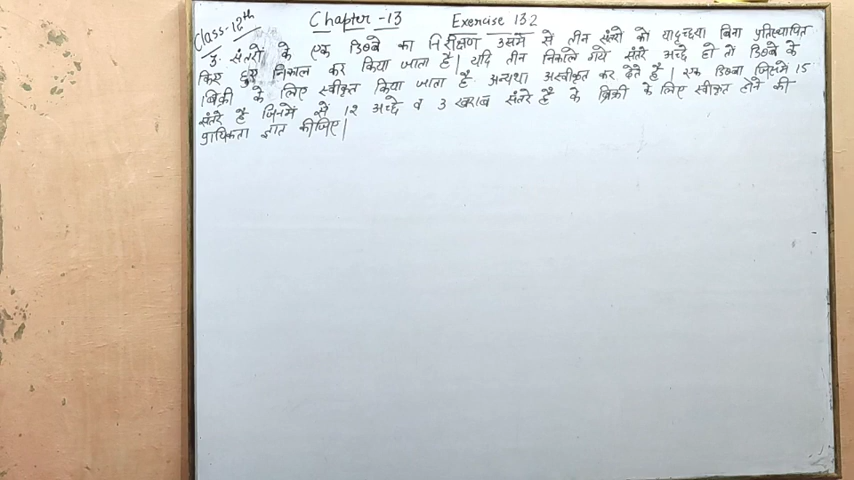 Class-12th Chapter -13 Exercise 13.2
3. संतरों के एक डिब्बे का निरीक्षण उसमें से तीन संतरों को यादृच्छया बिना प्रतिस्थापित
किए हुए निकाल कर किया जाता है| यदि तीन निकाले गये संतरे अच्छे हो तो डिब्बे के
बिक्री के लिए स्वीकृत किया जाता है अन्यथा अस्वीकृत कर देते है | एक डिब्बा जिसमें 15
संतरे है जिनमें से 12 अच्छे व 3 खराब संतरे है के बिक्री के लिए स्वीकृत होने की
प्रायिकता ज्ञात कीजिए|